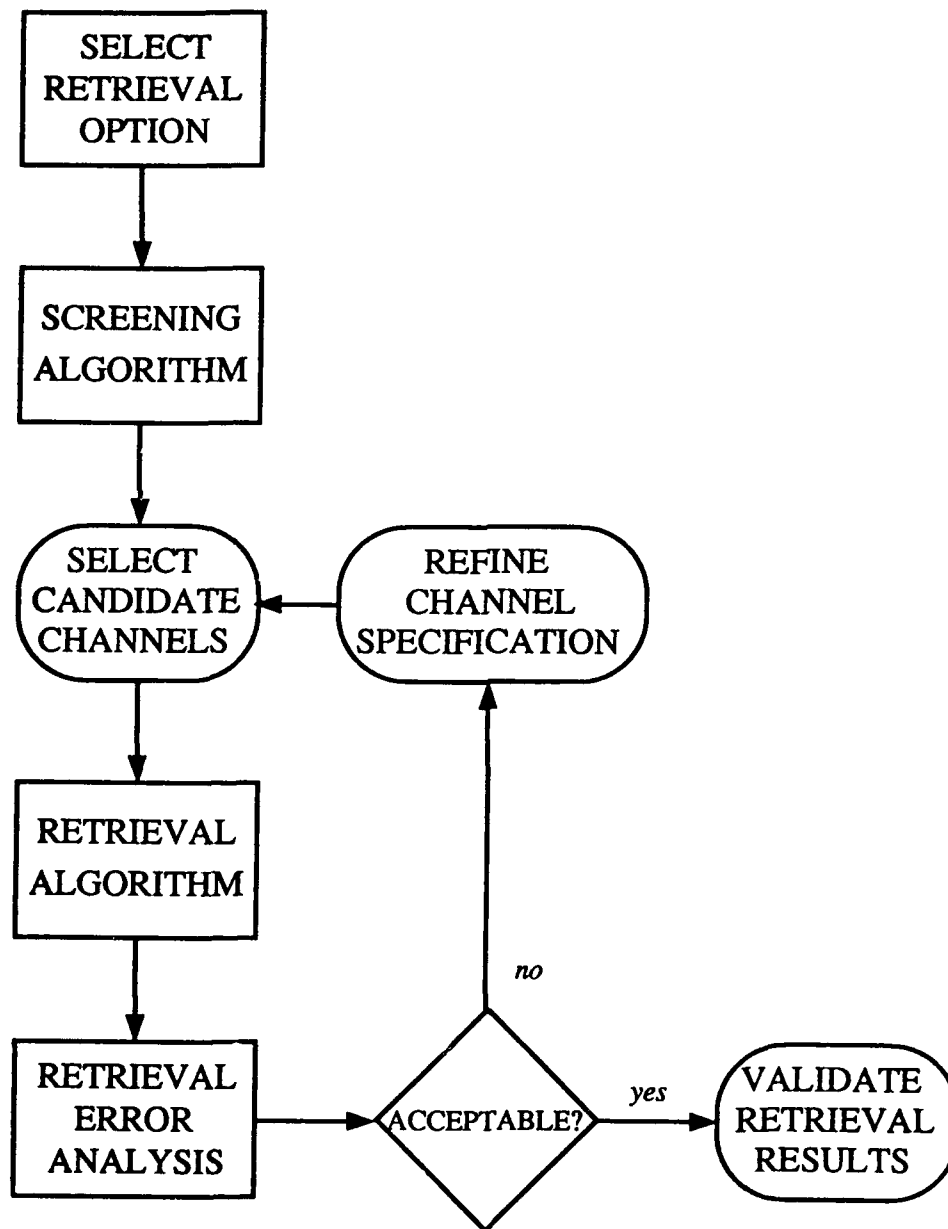 SELECT
RETRIEVAL
OPTION
SCREENING
ALGORITHM
SELECT
CANDIDATE
CHANNELS
REFINE
CHANNEL
SPECIFICATION
RETRIEVAL
ALGORITHM
no
RETRIEVAL
ERROR
ANALYSIS
ACCEPTABLE?
yes
VALIDATE
RETRIEVAL
RESULTS